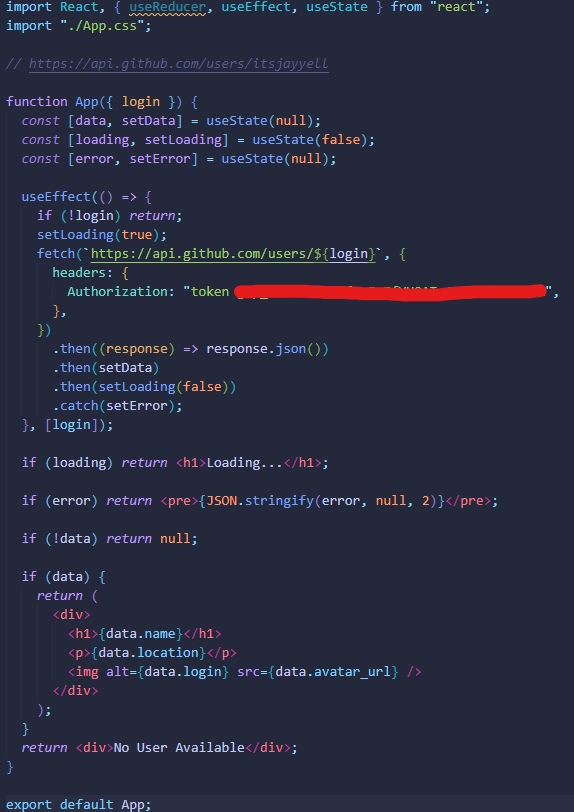 import React, { useReducer, useEffect, useState } from "react";
import "./App.css";
// https://api.github.com/users/itsjayyell
function App({ login }) {
const [data, setData] = useState(null);
const [loading, setLoading] = useState(false);
const [error, setError] = useState(null);
useEffect(() => {
if (!login) return;
setLoading(true);
fetch(`https://api.github.com/users/${login}`, {
headers: {
Authorization: "token ",
},
})
.then((response) => response.json())
.then(setData)
.then(setLoading(false))
.catch(setError);
}, [login]);
if (loading) return <h1>Loading...</h1>;
if (error) return <pre>{JSON.stringify(error, null, 2)}</pre>;
if (!data) return null;
if (data) {
return (
<div>
<h1>{data.name}</h1>
<p>{data.location}</p>
<img alt={data.login} src={data.avatar_url} />
</div>
);
}
return <div>No User Available</div>;
}
export default App;